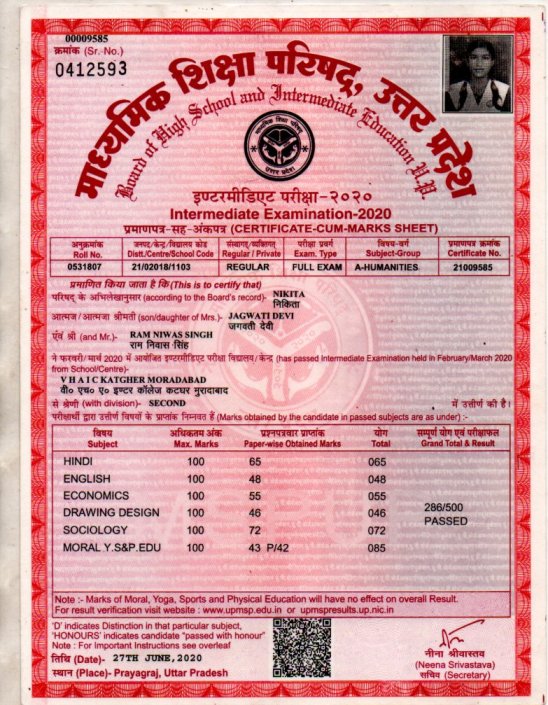 00009585
क्रमांक (Sr. No.)
0412593
माध्यमिक शिक्षा परिषद्, उत्तर प्रदेश
Board of High School and Intermediate Education U.P.
इण्टरमीडिएट परीक्षा-२०२०
Intermediate Examination-2020
प्रमाणपत्र-सह-अंकपत्र (CERTIFICATE-CUM-MARKS SHEET)
अनुक्रमांक जनपद/केन्द्र/विद्यालय कोड संस्थागत/व्यक्तिगत परीक्षा प्रवर्ग विषय-वर्ग प्रमाणपत्र क्रमांक
Roll No. Distt./Centre/School Code Regular / Private Exam. Type Subject-Group Certificate No.
0531807 21/02018/1103 REGULAR FULL EXAM A-HUMANITIES 21009585
प्रमाणित किया जाता है कि (This is to certify that)
परिषद् के अभिलेखानुसार (according to the Board's record)- NIKITA
निकिता
आत्मज/आत्मजा श्रीमती (son/daughter of Mrs.)- JAGWATI DEVI
जगवती देवी
एवं श्री (and Mr.)- RAM NIWAS SINGH
राम निवास सिंह
ने फरवरी/मार्च 2020 में आयोजित इण्टरमीडिएट परीक्षा विद्यालय/केन्द्र (has passed Intermediate Examination held in February/March 2020
from School/Centre)-
V H A I C KATGHER MORADABAD
वी० एच० ए० इण्टर कॉलेज कटघर मुरादाबाद
से श्रेणी (with division)- SECOND में उत्तीर्ण की है।
परीक्षार्थी द्वारा उत्तीर्ण विषयों के प्राप्तांक निम्नवत हैं (Marks obtained by the candidate in passed subjects are as under) :-
विषय अधिकतम अंक प्रश्नपत्रवार प्राप्तांक योग सम्पूर्ण योग एवं परीक्षाफल
Subject Max. Marks Paper-wise Obtained Marks Total Grand Total & Result
HINDI 100 65 065
ENGLISH 100 48 048
ECONOMICS 100 55 055
DRAWING DESIGN 100 46 046
286/500
PASSED
SOCIOLOGY 100 72 072
MORAL Y.S&P.EDU 100 43 P/42 085
Note :- Marks of Moral, Yoga, Sports and Physical Education will have no effect on overall Result.
For result verification visit website : www.upmsp.edu.in or upmspresults.up.nic.in
'D' indicates Distinction in that particular subject,
'HONOURS' indicates candidate "passed with honour"
Note : For Important Instructions see overleaf
तिथि (Date)- 27TH JUNE,2020
स्थान (Place)- Prayagraj, Uttar Pradesh
नीना श्रीवास्तव
(Neena Srivastava)
सचिव (Secretary)